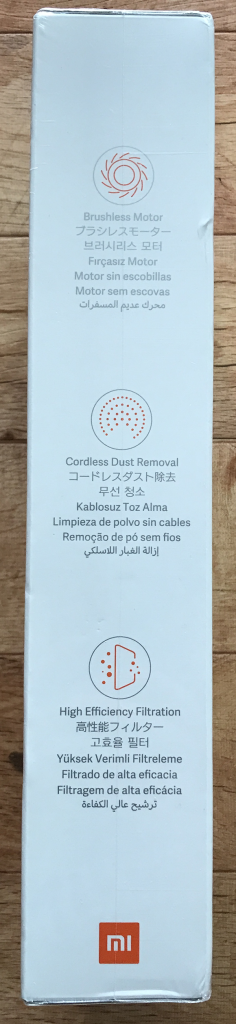 Brushless Motor
ブラシレスモーター
브러시리스 모터
Fırçasız Motor
Motor sin escobillas
Motor sem escovas
محرك عديم المسفرات
Cordless Dust Removal
コードレスダスト除去
무선 청소
Kablosuz Toz Alma
Limpieza de polvo sin cables
Remoção de pó sem fios
إزالة الغبار اللاسلكي
High Efficiency Filtration
高性能フィルター
고효율 필터
Yüksek Verimli Filtreleme
Filtrado de alta eficacia
Filtragem de alta eficácia
ترشيح عالي الكفاءة
mi